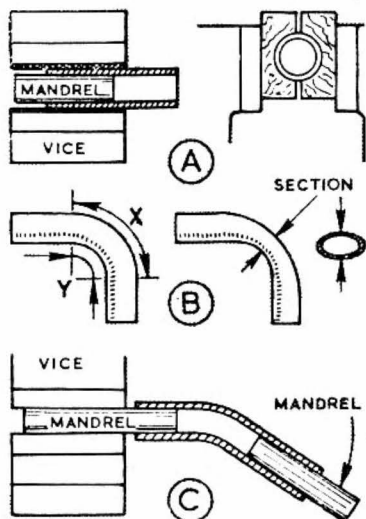 MANDREL
VICE
A
SECTION
X
Y
B
VICE
MANDREL
MANDREL
C